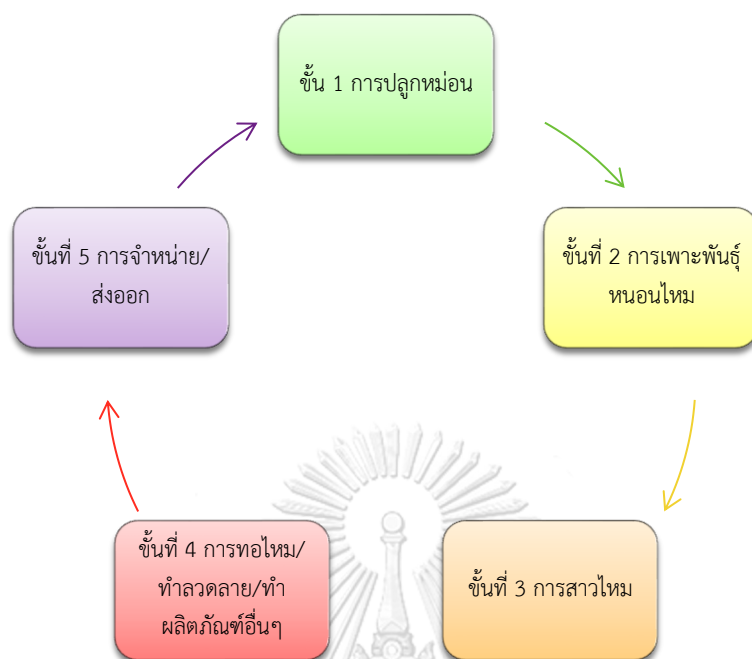 ขั้น 1 การปลูกหม่อน
ขั้นที่ 2 การเพาะพันธุ์
หนอนไหม
ขั้นที่ 3 การสาวไหม
ขั้นที่ 4 การทอไหม/
ทำลวดลาย/ทำ
ผลิตภัณฑ์อื่นๆ
ขั้นที่ 5 การจำหน่าย/
ส่งออก